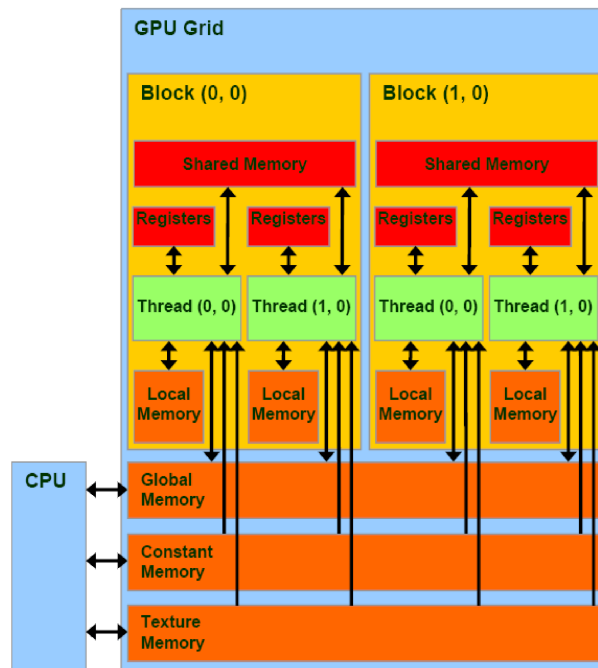 GPU Grid
Block (0, 0)
Block (1, 0)
Shared Memory
Shared Memory
Registers
Registers
Registers
Registers
Thread (0, 0)
Thread (1, 0)
Thread (0, 0)
Thread (1, 0)
Local
Memory
Local
Memory
Local
Memory
Local
Memory
CPU
Global
Memory
Constant
Memory
Texture
Memory